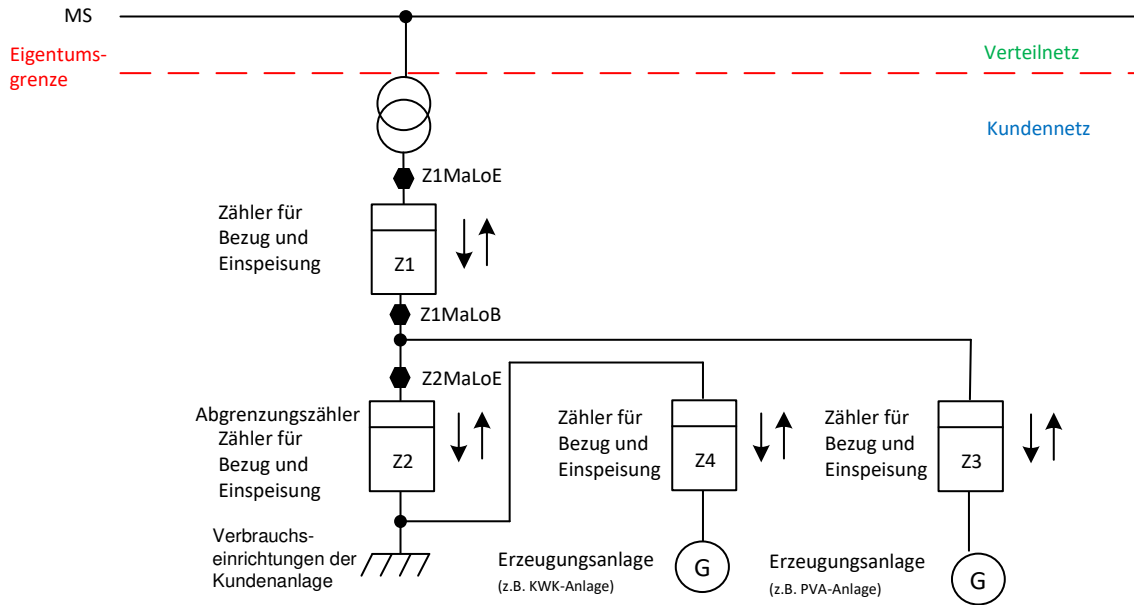 MS
Eigentums-
grenze
Verteilnetz
Kundennetz
Z1MaLoE
Zähler für
Bezug und
Einspeisung
Z1
Z1MaLoB
Z2MaLoE
Abgrenzungszähler
Zähler für
Bezug und
Einspeisung
Z2
Zähler für
Bezug und
Einspeisung
Z4
Zähler für
Bezug und
Einspeisung
Z3
Verbrauchs-
einrichtungen der
Kundenanlage
Erzeugungsanlage
(z.B. KWK-Anlage)
G
Erzeugungsanlage
(z.B. PVA-Anlage)
G